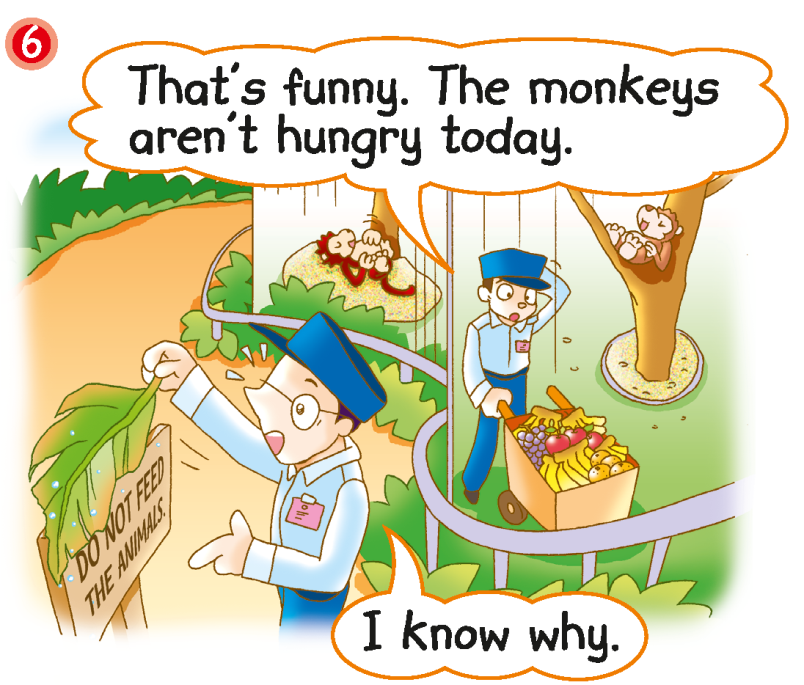 6
That's funny. The monkeys
aren't hungry today.
DO NOT FEED
THE ANIMALS.
I know why.